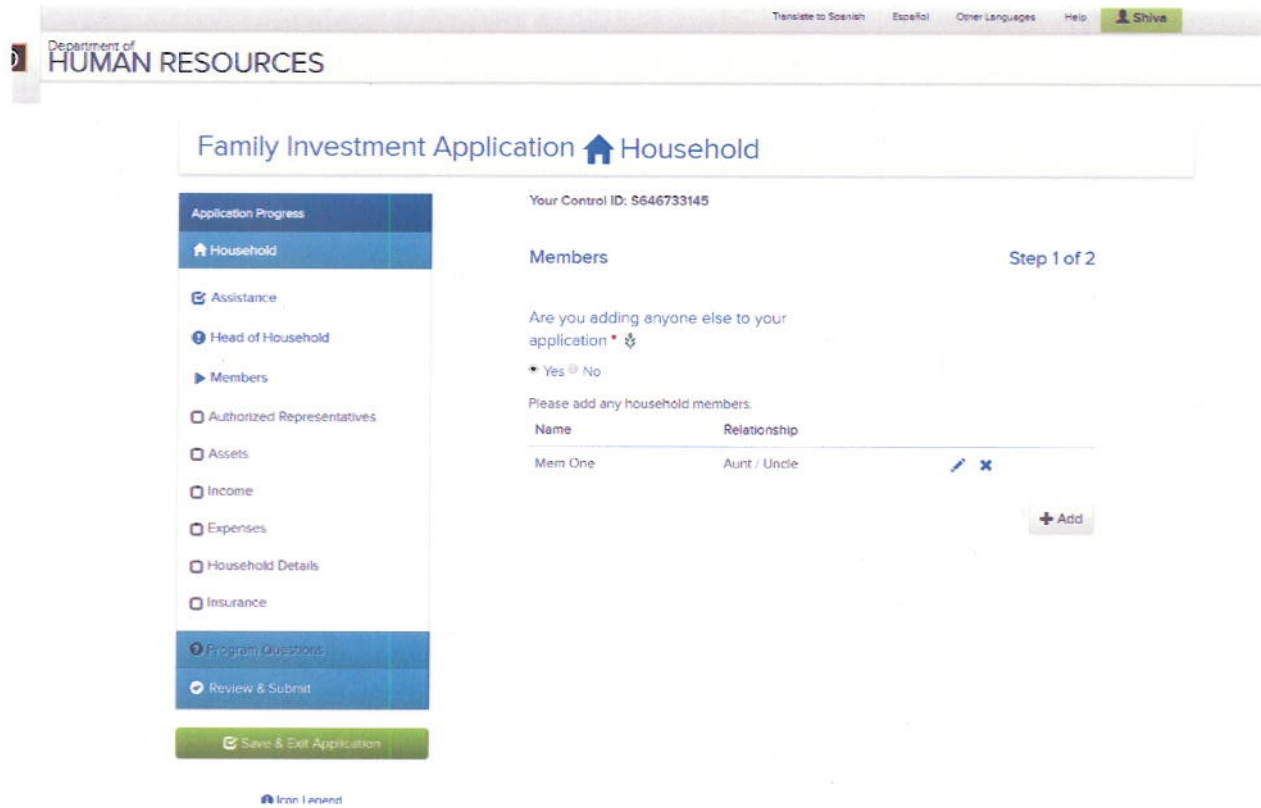 Translate to Spanish Español Other Languages Help Shiva
Department of
HUMAN RESOURCES
Family Investment Application Household
Application Progress
Household
Assistance
Head of Household
Members
Authorized Representatives
Assets
Income
Expenses
Household Details
Insurance
Program Questions
Review & Submit
Save & Exit Application
Icon Legend
Your Control ID: S646733145
Members Step 1 of 2
Are you adding anyone else to your
application *
Yes No
Please add any household members.
Name Relationship
Mem One Aunt / Uncle
Add